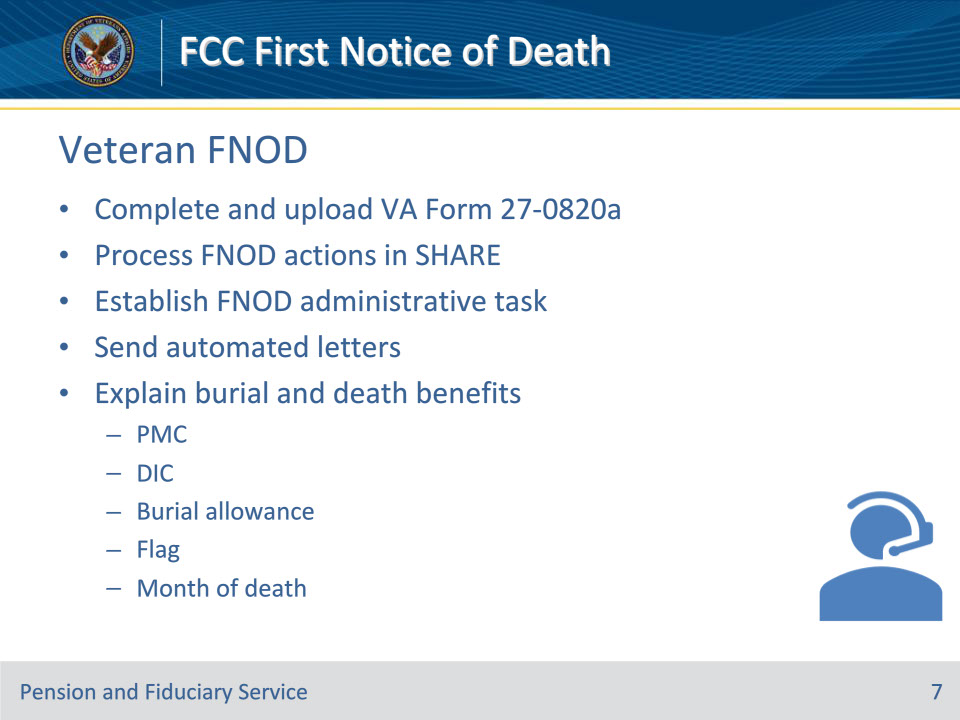 FCC First Notice of Death
Veteran FNOD
• Complete and upload VA Form 27-0820a
• Process FNOD actions in SHARE
• Establish FNOD administrative task
• Send automated letters
• Explain burial and death benefits
– PMC
– DIC
– Burial allowance
– Flag
– Month of death
Pension and Fiduciary Service
7